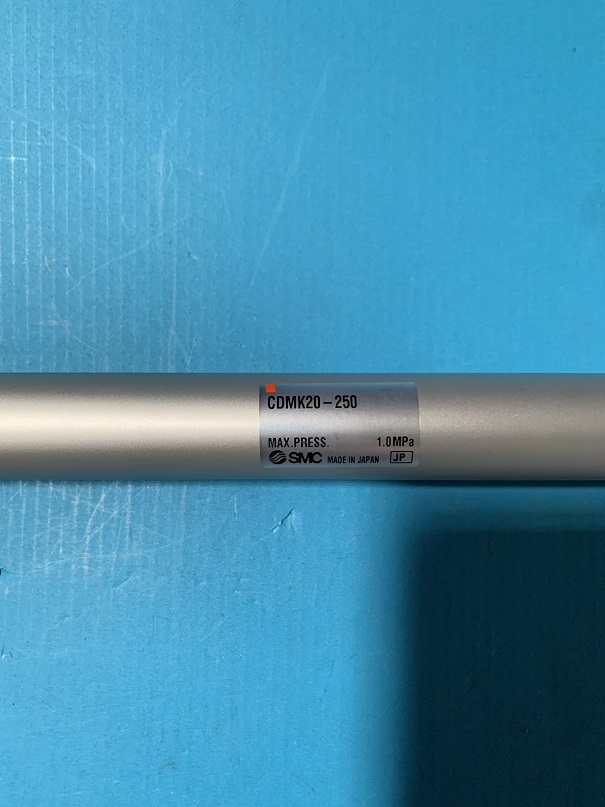 CDMK20-250
MAX.PRESS. 1.0MPa
SMC MADE IN JAPAN JP